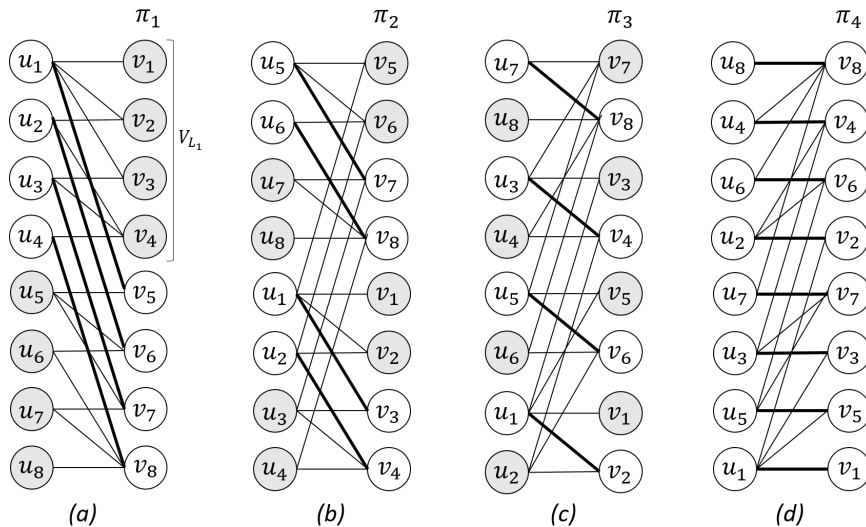 π₁ π₂ π₃ π₄
u₁ v₁ u₅ v₅ u₇ v₇ u₈ v₈
u₂ v₂ u₆ v₆ u₈ v₈ u₄ v₄
V_{L₁}
u₃ v₃ u₇ v₇ u₃ v₃ u₆ v₆
u₄ v₄ u₈ v₈ u₄ v₄ u₂ v₂
u₅ v₅ u₁ v₁ u₅ v₅ u₇ v₇
u₆ v₆ u₂ v₂ u₆ v₆ u₃ v₃
u₇ v₇ u₃ v₃ u₁ v₁ u₅ v₅
u₈ v₈ u₄ v₄ u₂ v₂ u₁ v₁
(a) (b) (c) (d)